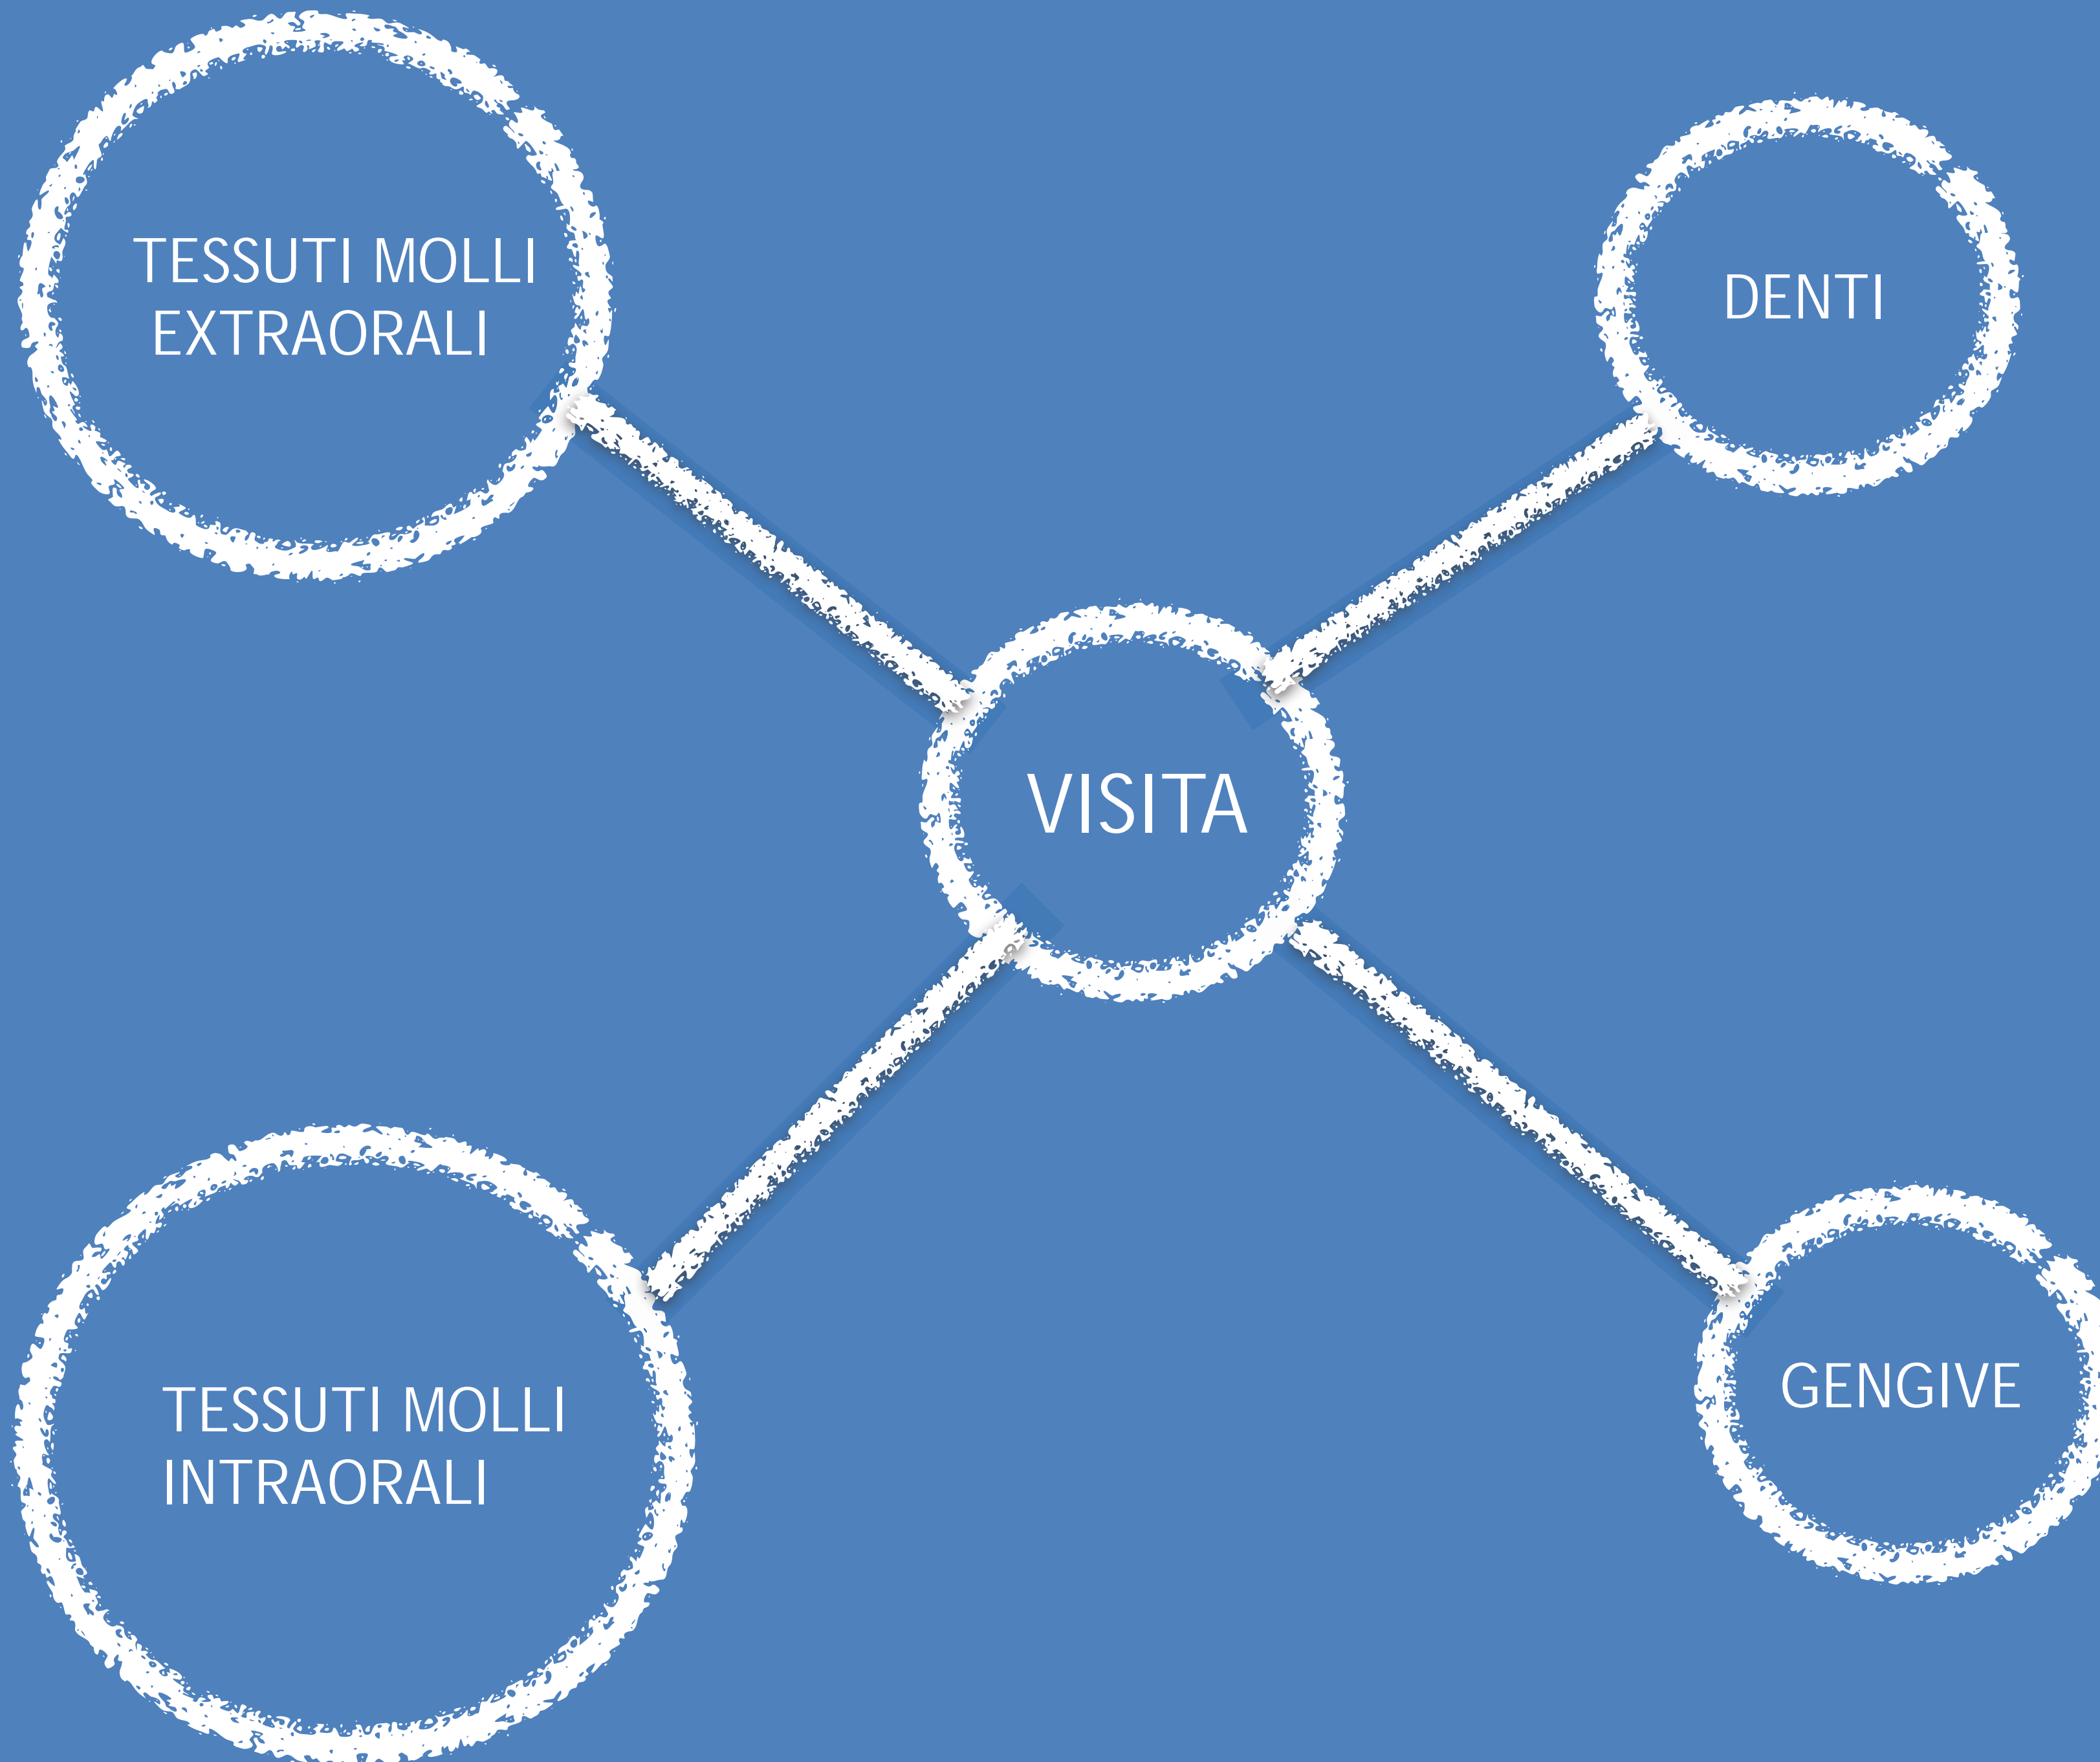 TESSUTI MOLLI
EXTRAORALI
DENTI
VISITA
TESSUTI MOLLI
INTRAORALI
GENGIVE